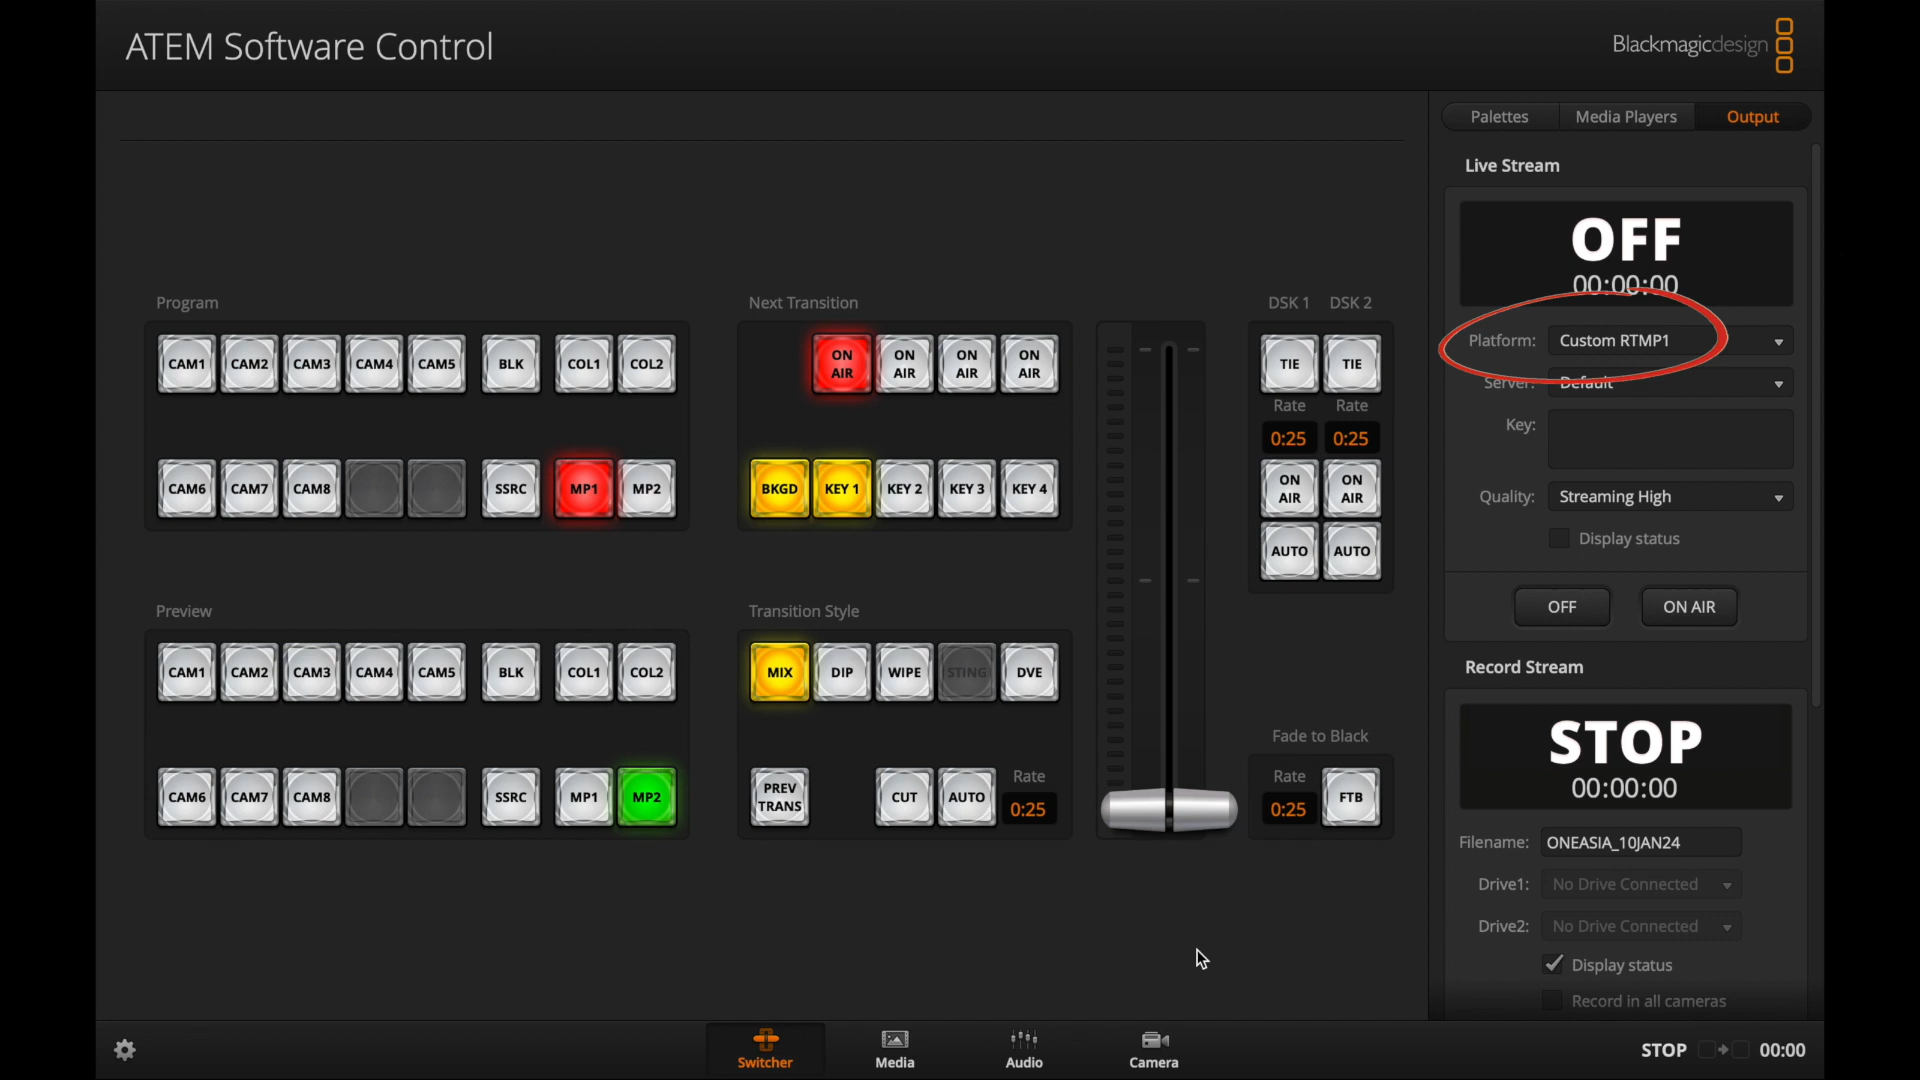 ATEM Software Control
Blackmagicdesign
Palettes
Media Players
Output
Live Stream
OFF
00:00:00
Platform: Custom RTMP1
Server: Default
Key:
Quality: Streaming High
Display status
OFF
ON AIR
Record Stream
STOP
00:00:00
Filename: ONEASIA_10JAN24
Drive1: No Drive Connected
Drive2: No Drive Connected
Display status
Record in all cameras
Program
CAM1 CAM2 CAM3 CAM4 CAM5 BLK COL1 COL2
CAM6 CAM7 CAM8 SSRC MP1 MP2
Next Transition
ON AIR ON AIR ON AIR ON AIR
BKGD KEY 1 KEY 2 KEY 3 KEY 4
DSK 1 DSK 2
TIE TIE
Rate Rate
0:25 0:25
ON AIR ON AIR
AUTO AUTO
Preview
CAM1 CAM2 CAM3 CAM4 CAM5 BLK COL1 COL2
CAM6 CAM7 CAM8 SSRC MP1 MP2
Transition Style
MIX DIP WIPE STING DVE
PREV TRANS
CUT AUTO
Rate
0:25
Fade to Black
Rate
0:25
FTB
Switcher
Media
Audio
Camera
STOP
00:00